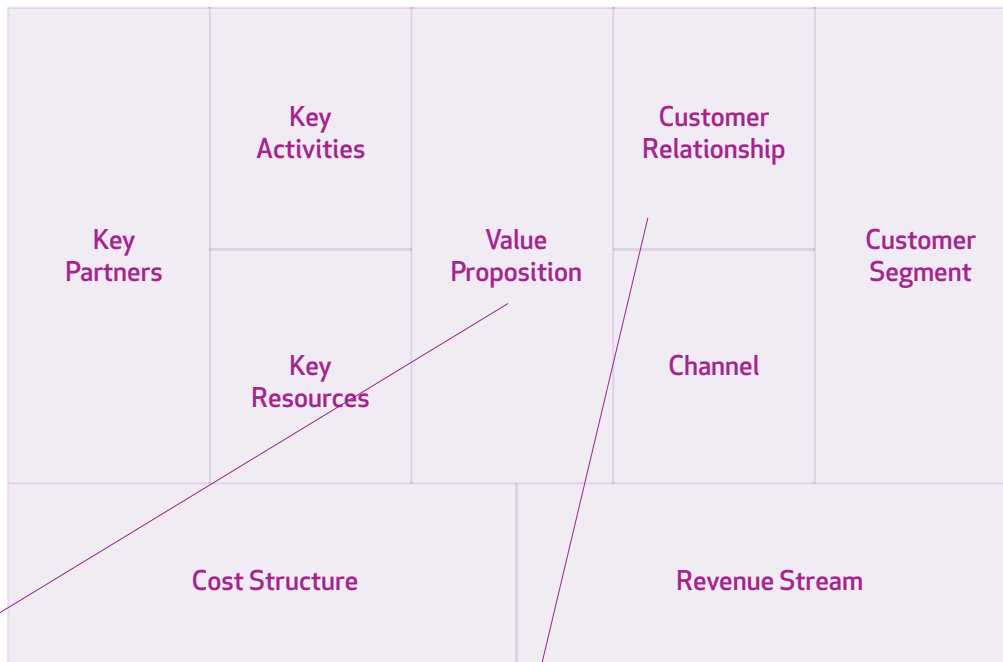 Key
Partners
Key
Activities
Key
Resources
Value
Proposition
Customer
Relationship
Channel
Customer
Segment
Cost Structure
Revenue Stream